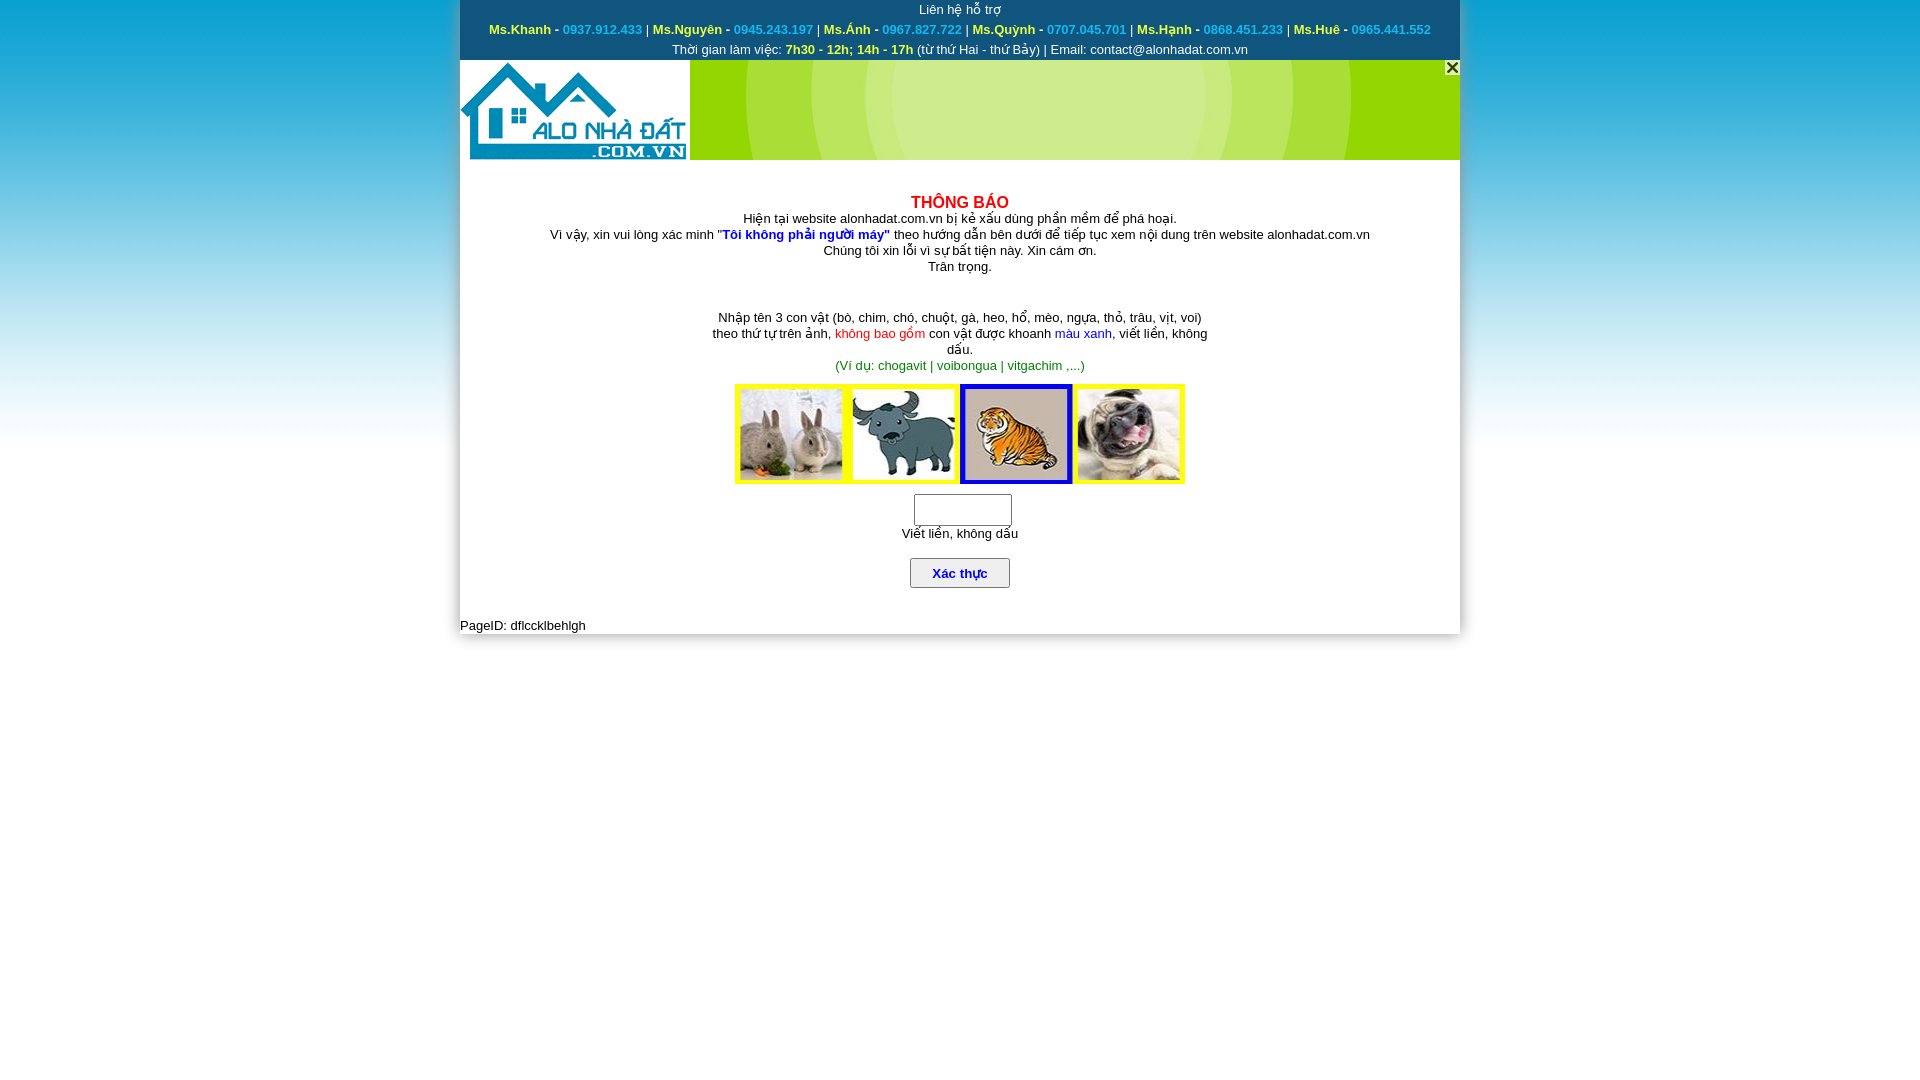 Liên hệ hỗ trợ
Ms.Khanh - 0937.912.433 | Ms.Nguyên - 0945.243.197 | Ms.Ánh - 0967.827.722 | Ms.Quỳnh - 0707.045.701 | Ms.Hạnh - 0868.451.233 | Ms.Huê - 0965.441.552
Thời gian làm việc: 7h30 - 12h; 14h - 17h (từ thứ Hai - thứ Bảy) | Email: contact@alonhadat.com.vn
ALO NHÀ ĐẤT
.COM.VN
THÔNG BÁO
Hiện tại website alonhadat.com.vn bị kẻ xấu dùng phần mềm để phá hoại.
Vì vậy, xin vui lòng xác minh "Tôi không phải người máy" theo hướng dẫn bên dưới để tiếp tục xem nội dung trên website alonhadat.com.vn
Chúng tôi xin lỗi vì sự bất tiện này. Xin cám ơn.
Trân trọng.
Nhập tên 3 con vật (bò, chim, chó, chuột, gà, heo, hổ, mèo, ngựa, thỏ, trâu, vịt, voi)
theo thứ tự trên ảnh, không bao gồm con vật được khoanh màu xanh, viết liền, không
dấu.
(Ví dụ: chogavit | voibongua | vitgachim ,...)
Viết liền, không dấu
Xác thực
PageID: dflccklbehlgh